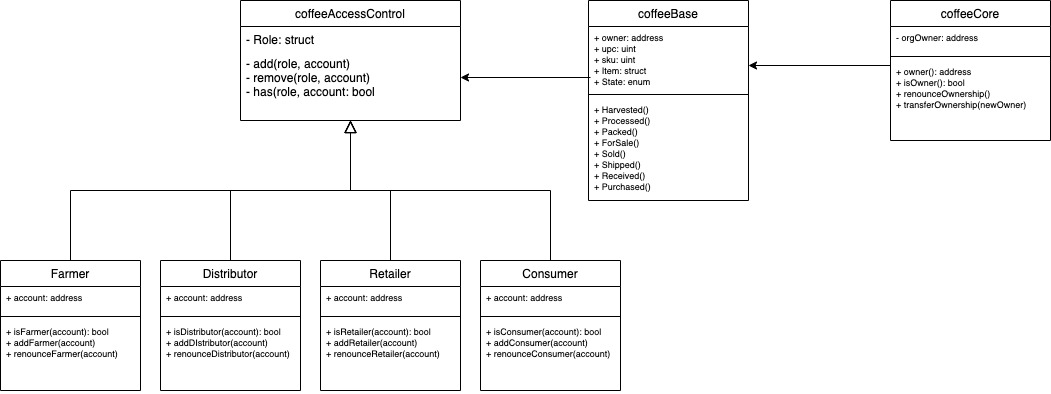 coffeeAccessControl
- Role: struct
- add(role, account)
- remove(role, account)
- has(role, account: bool
coffeeBase
+ owner: address
+ upc: uint
+ sku: uint
+ Item: struct
+ State: enum
+ Harvested()
+ Processed()
+ Packed()
+ ForSale()
+ Sold()
+ Shipped()
+ Received()
+ Purchased()
coffeeCore
- orgOwner: address
+ owner(): address
+ isOwner(): bool
+ renounceOwnership()
+ transferOwnership(newOwner)
Farmer
+ account: address
+ isFarmer(account): bool
+ addFarmer(account)
+ renounceFarmer(account)
Distributor
+ account: address
+ isDistributor(account): bool
+ addDIstributor(account)
+ renounceDistributor(account)
Retailer
+ account: address
+ isRetailer(account): bool
+ addRetailer(account)
+ renounceRetailer(account)
Consumer
+ account: address
+ isConsumer(account): bool
+ addConsumer(account)
+ renounceConsumer(account)